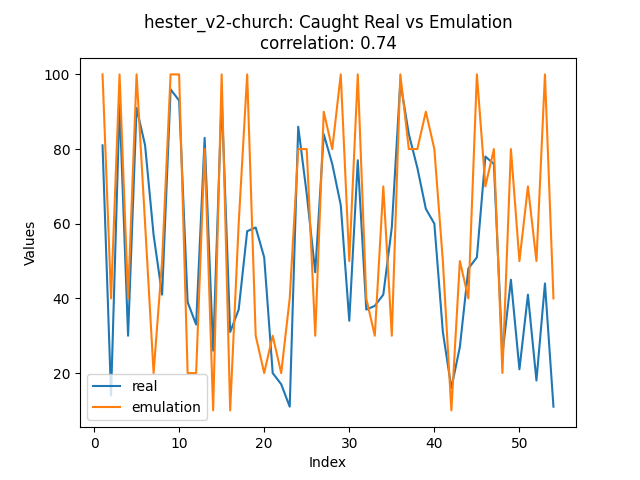 hester_v2-church: Caught Real vs Emulation
correlation: 0.74
100
80
60
40
20
Values
real
emulation
0
10
20
30
40
50
Index